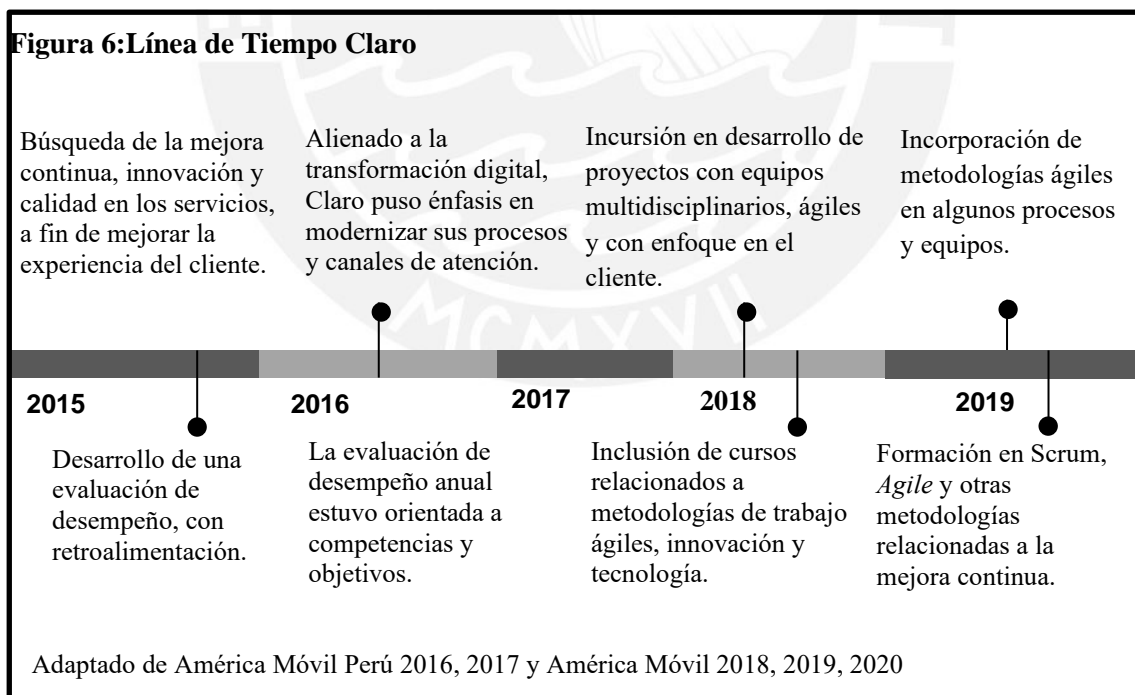 Figura 6:Línea de Tiempo Claro
Búsqueda de la mejora
continua, innovación y
calidad en los servicios,
a fin de mejorar la
experiencia del cliente.
Alienado a la
transformación digital,
Claro puso énfasis en
modernizar sus procesos
y canales de atención.
Incursión en desarrollo de
proyectos con equipos
multidisciplinarios, ágiles
y con enfoque en el
cliente.
Incorporación de
metodologías ágiles
en algunos procesos
y equipos.
MCMXVII
2015
2016
2017
2018
2019
Desarrollo de una
evaluación de
desempeño, con
retroalimentación.
La evaluación de
desempeño anual
estuvo orientada a
competencias y
objetivos.
Inclusión de cursos
relacionados a
metodologías de trabajo
ágiles, innovación y
tecnología.
Formación en Scrum,
Agile y otras
metodologías
relacionadas a la
mejora continua.
Adaptado de América Móvil Perú 2016, 2017 y América Móvil 2018, 2019, 2020